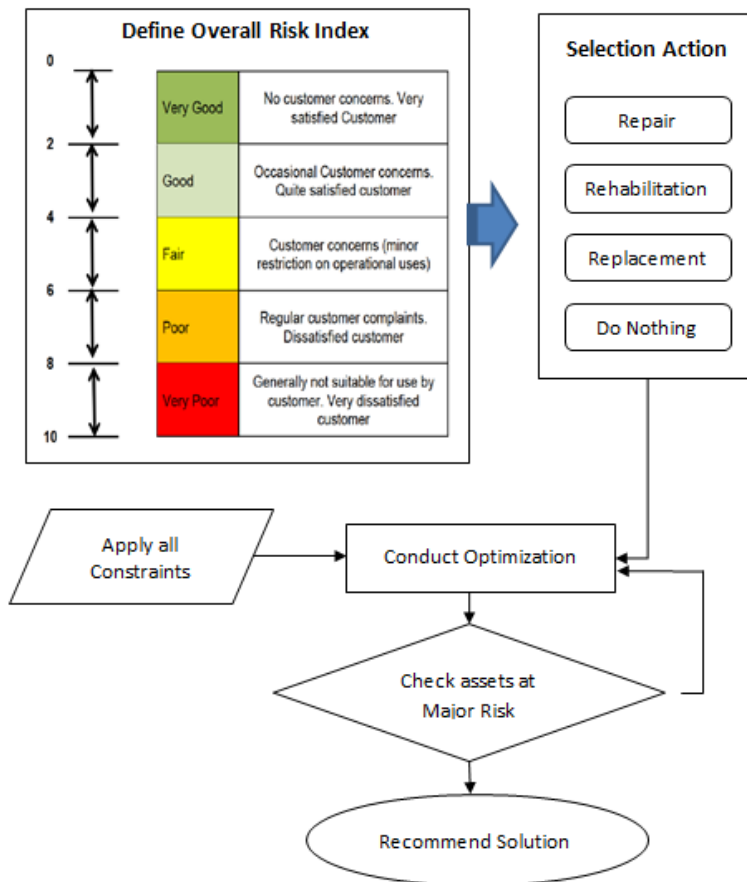 Define Overall Risk Index
0
Very Good
No customer concerns. Very
satisfied Customer
2
Good
Occasional Customer concerns.
Quite satisfied customer
4
Fair
Customer concerns (minor
restriction on operational uses)
6
Poor
Regular customer complaints.
Dissatisfied customer
8
Very Poor
Generally not suitable for use by
customer. Very dissatisfied
customer
10
Selection Action
Repair
Rehabilitation
Replacement
Do Nothing
Apply all
Constraints
Conduct Optimization
Check assets at
Major Risk
Recommend Solution